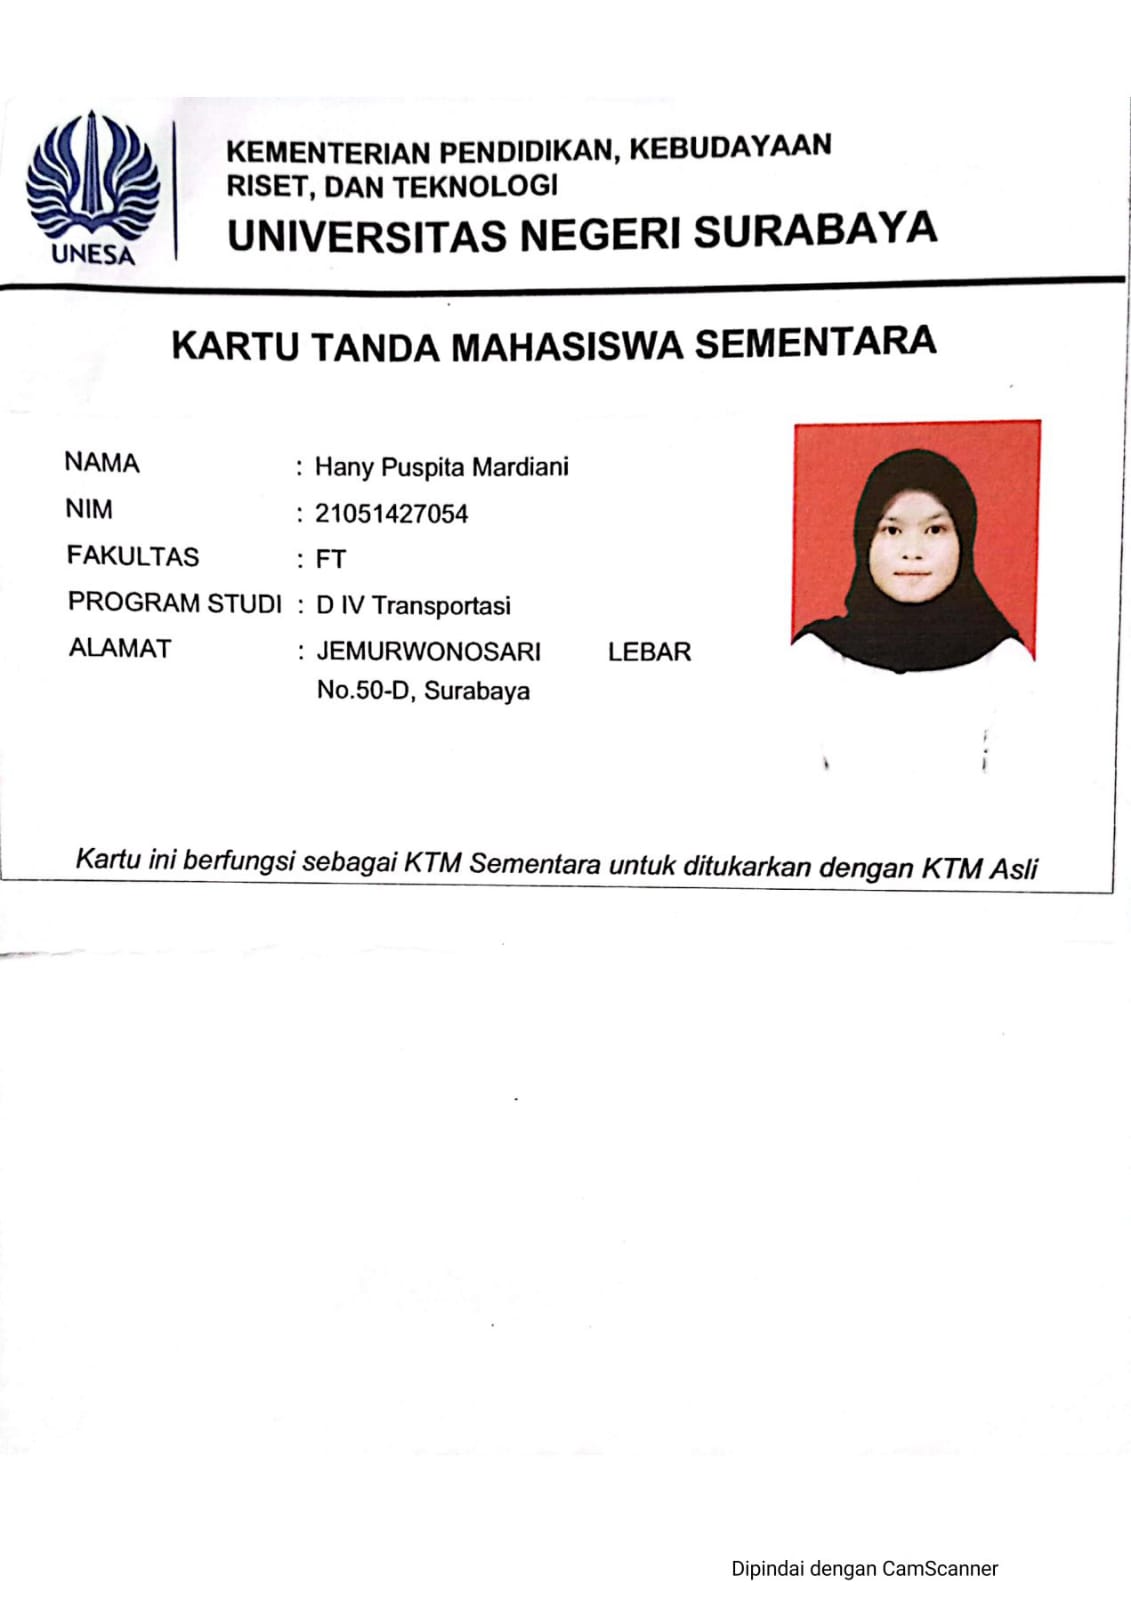 UNESA
KEMENTERIAN PENDIDIKAN, KEBUDAYAAN
RISET, DAN TEKNOLOGI
UNIVERSITAS NEGERI SURABAYA
KARTU TANDA MAHASISWA SEMENTARA
NAMA : Hany Puspita Mardiani
NIM : 21051427054
FAKULTAS : FT
PROGRAM STUDI : D IV Transportasi
ALAMAT : JEMURWONOSARI LEBAR
No.50-D, Surabaya
Kartu ini berfungsi sebagai KTM Sementara untuk ditukarkan dengan KTM Asli
Dipindai dengan CamScanner